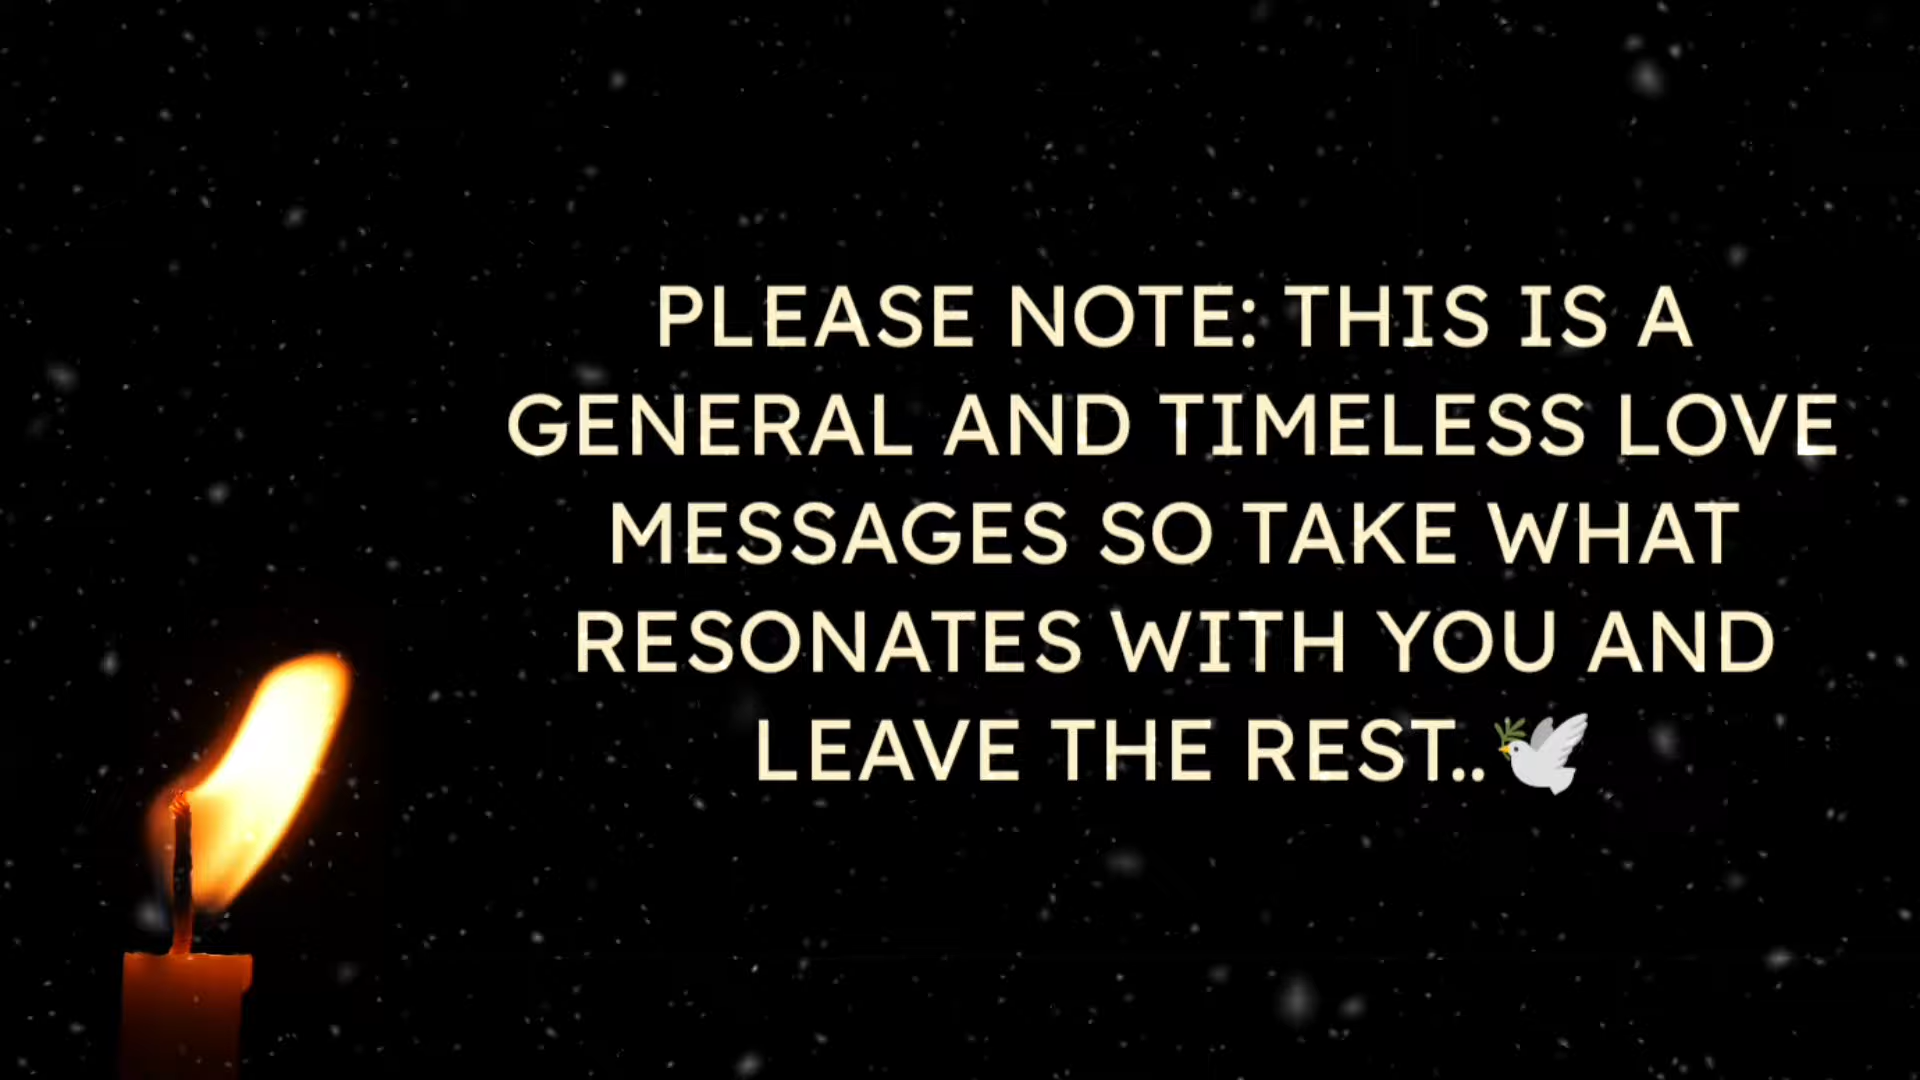 PLEASE NOTE: THIS IS A
GENERAL AND TIMELESS LOVE
MESSAGES SO TAKE WHAT
RESONATES WITH YOU AND
LEAVE THE REST..🕊️